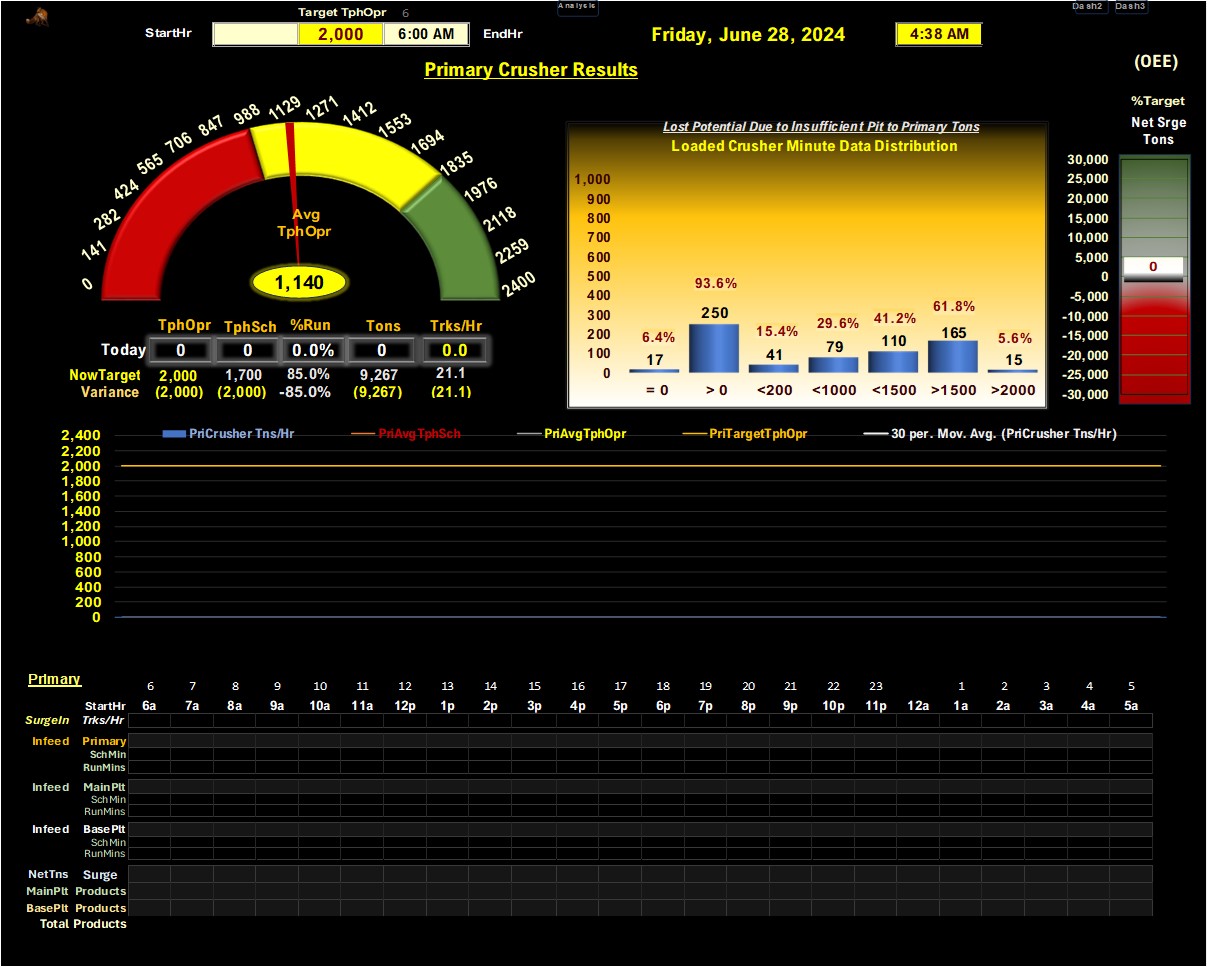 Target TphOpr 6
Analysis
Dash2 Dash3
StartHr 2,000 6:00 AM EndHr
Friday, June 28, 2024
4:38 AM
Primary Crusher Results
(OEE)
%Target
Net Srge
Tons
0
141
282
424
565
706
847
988
1129
1271
1412
1553
1694
1835
1976
2118
2259
2400
Avg
TphOpr
1,140
TphOpr TphSch %Run Tons Trks/Hr
Today 0 0 0.0% 0 0.0
NowTarget 2,000 1,700 85.0% 9,267 21.1
Variance (2,000) (2,000) -85.0% (9,267) (21.1)
Lost Potential Due to Insufficient Pit to Primary Tons
Loaded Crusher Minute Data Distribution
1,000
900
800
700
600
500
400
300
200
100
0
6.4% 93.6% 15.4% 29.6% 41.2% 61.8% 5.6%
17 250 41 79 110 165 15
= 0 > 0 <200 <1000 <1500 >1500 >2000
30,000
25,000
20,000
15,000
10,000
5,000
0
-5,000
-10,000
-15,000
-20,000
-25,000
-30,000
0
PriCrusher Tns/Hr PriAvgTphSch PriAvgTphOpr PriTargetTphOpr 30 per. Mov. Avg. (PriCrusher Tns/Hr)
2,400
2,200
2,000
1,800
1,600
1,400
1,200
1,000
800
600
400
200
0
Primary
6 7 8 9 10 11 12 13 14 15 16 17 18 19 20 21 22 23 1 2 3 4 5
StartHr 6a 7a 8a 9a 10a 11a 12p 1p 2p 3p 4p 5p 6p 7p 8p 9p 10p 11p 12a 1a 2a 3a 4a 5a
SurgeIn Trks/Hr
Infeed Primary
SchMin
RunMins
Infeed MainPlt
SchMin
RunMins
Infeed BasePlt
SchMin
RunMins
NetTns Surge
MainPlt Products
BasePlt Products
Total Products